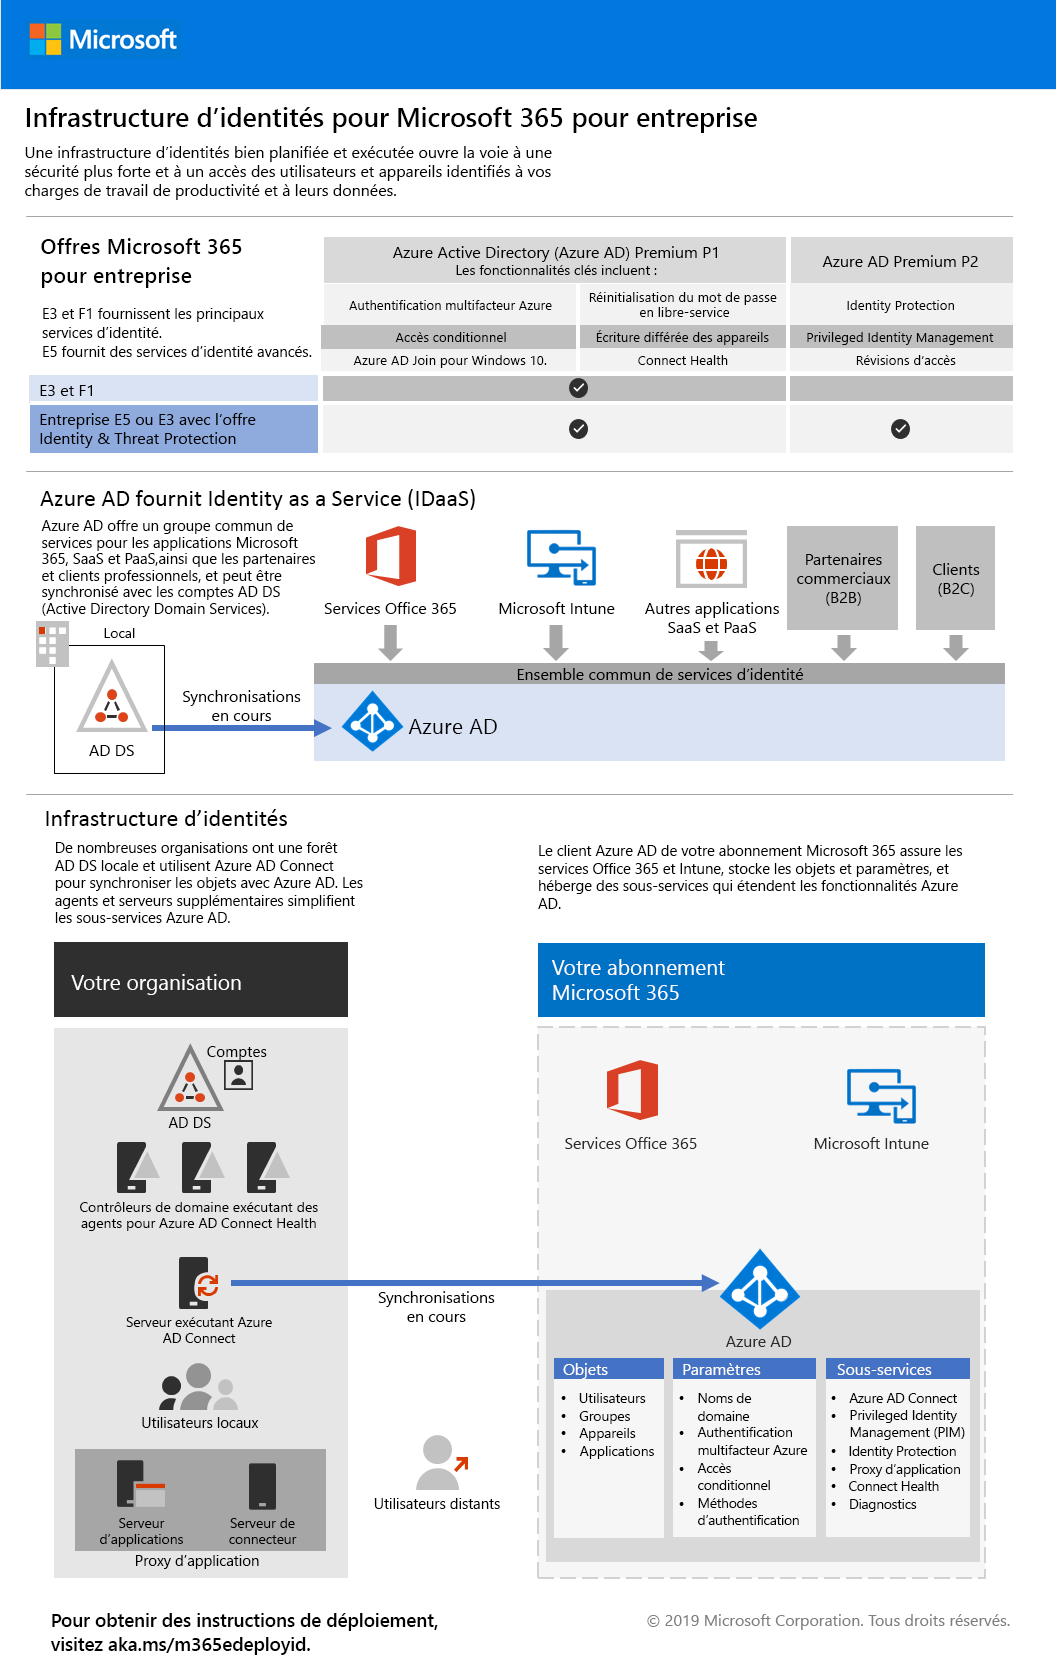 Microsoft
Infrastructure d’identités pour Microsoft 365 pour entreprise
Une infrastructure d’identités bien planifiée et exécutée ouvre la voie à une
sécurité plus forte et à un accès des utilisateurs et appareils identifiés à vos
charges de travail de productivité et à leurs données.
Offres Microsoft 365
pour entreprise
E3 et F1 fournissent les principaux
services d’identité.
E5 fournit des services d’identité avancés.
Azure Active Directory (Azure AD) Premium P1
Les fonctionnalités clés incluent :
Azure AD Premium P2
Authentification multifacteur Azure
Réinitialisation du mot de passe
en libre-service
Identity Protection
Accès conditionnel
Écriture différée des appareils
Privileged Identity Management
Azure AD Join pour Windows 10.
Connect Health
Révisions d’accès
E3 et F1
Entreprise E5 ou E3 avec l’offre
Identity & Threat Protection
Azure AD fournit Identity as a Service (IDaaS)
Azure AD offre un groupe commun de
services pour les applications Microsoft
365, SaaS et PaaS,ainsi que les partenaires
et clients professionnels, et peut être
synchronisé avec les comptes AD DS
(Active Directory Domain Services).
Services Office 365
Microsoft Intune
Autres applications
SaaS et PaaS
Partenaires
commerciaux
(B2B)
Clients
(B2C)
Local
AD DS
Synchronisations
en cours
Ensemble commun de services d’identité
Azure AD
Infrastructure d’identités
De nombreuses organisations ont une forêt
AD DS locale et utilisent Azure AD Connect
pour synchroniser les objets avec Azure AD. Les
agents et serveurs supplémentaires simplifient
les sous-services Azure AD.
Le client Azure AD de votre abonnement Microsoft 365 assure les
services Office 365 et Intune, stocke les objets et paramètres, et
héberge des sous-services qui étendent les fonctionnalités Azure
AD.
Votre organisation
Votre abonnement
Microsoft 365
Comptes
AD DS
Contrôleurs de domaine exécutant des
agents pour Azure AD Connect Health
Serveur exécutant Azure
AD Connect
Utilisateurs locaux
Serveur
d’applications
Serveur de
connecteur
Proxy d’application
Synchronisations
en cours
Utilisateurs distants
Services Office 365
Microsoft Intune
Azure AD
Objets
• Utilisateurs
• Groupes
• Appareils
• Applications
Paramètres
• Noms de
domaine
• Authentification
multifacteur Azure
• Accès
conditionnel
• Méthodes
d’authentification
Sous-services
• Azure AD Connect
• Privileged Identity
Management (PIM)
• Identity Protection
• Proxy d’application
• Connect Health
• Diagnostics
Pour obtenir des instructions de déploiement,
visitez aka.ms/m365edeployid.
© 2019 Microsoft Corporation. Tous droits réservés.